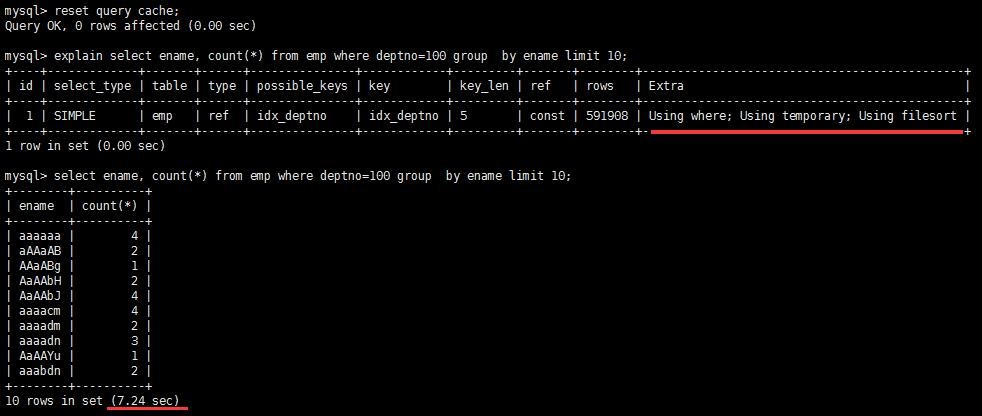 mysql> reset query cache;
Query OK, 0 rows affected (0.00 sec)
mysql> explain select ename, count(*) from emp where deptno=100 group  by ename limit 10;
+----+-------------+-------+------+---------------+------------+---------+-------+--------+----------------------------------------------+
| id | select_type | table | type | possible_keys | key        | key_len | ref   | rows   | Extra                                        |
+----+-------------+-------+------+---------------+------------+---------+-------+--------+----------------------------------------------+
|  1 | SIMPLE      | emp   | ref  | idx_deptno    | idx_deptno | 5       | const | 591908 | Using where; Using temporary; Using filesort |
+----+-------------+-------+------+---------------+------------+---------+-------+--------+----------------------------------------------+
1 row in set (0.00 sec)
mysql> select ename, count(*) from emp where deptno=100 group  by ename limit 10;
+--------+----------+
| ename  | count(*) |
+--------+----------+
| aaaaaa |        4 |
| aAAaAB |        2 |
| AAaABg |        1 |
| AaAAbH |        2 |
| AaAAbJ |        4 |
| aaaacm |        4 |
| aaaadm |        2 |
| aaaadn |        3 |
| AaAAYu |        1 |
| aaabdn |        2 |
+--------+----------+
10 rows in set (7.24 sec)